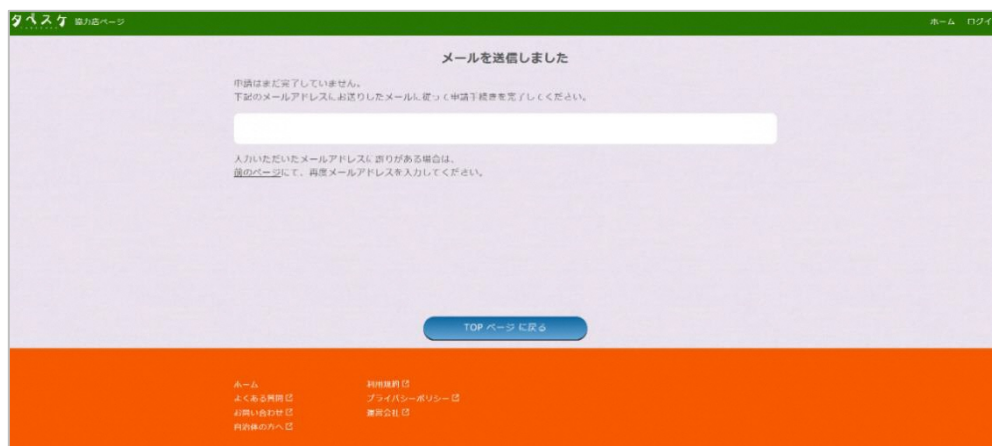 タベスケ 協力店ページ
ホーム ログイ
メールを送信しました
申請はまだ完了していません。
下記のメールアドレスにお送りしたメールに従って申請手続きを完了してください。
入力いただいたメールアドレスに誤りがある場合は、
前のページにて、再度メールアドレスを入力してください。
TOP ページ に戻る
ホーム
よくある質問
お問い合わせ
自治体の方へ
利用規約
プライバシーポリシー
運営会社